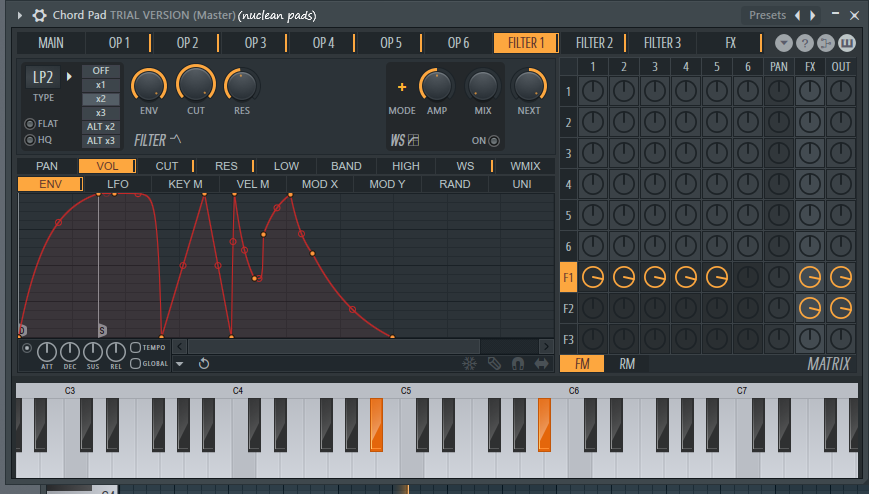 Chord Pad TRIAL VERSION (Master) (nuclean pads) Presets
MAIN OP 1 OP 2 OP 3 OP 4 OP 5 OP 6 FILTER 1 FILTER 2 FILTER 3 FX
LP2 OFF
x1
TYPE x2
x3
FLAT ALT x2
HQ ALT x3
ENV CUT RES
FILTER
MODE AMP MIX NEXT
WS ON
1 2 3 4 5 6 PAN FX OUT
1
2
3
4
5
6
F1
F2
F3
FM RM MATRIX
PAN VOL CUT RES LOW BAND HIGH WS WMIX
ENV LFO KEY M VEL M MOD X MOD Y RAND UNI
D S
ATT DEC SUS REL TEMPO
GLOBAL
C3 C4 C5 C6 C7